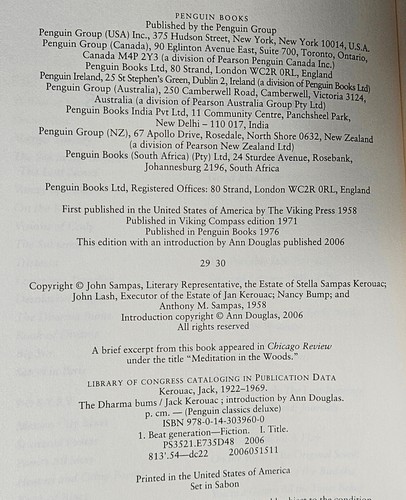 PENGUIN BOOKS
Published by the Penguin Group
Penguin Group (USA) Inc., 375 Hudson Street, New York, New York 10014, U.S.A.
Penguin Group (Canada), 90 Eglinton Avenue East, Suite 700, Toronto, Ontario,
Canada M4P 2Y3 (a division of Pearson Penguin Canada Inc.)
Penguin Books Ltd, 80 Strand, London WC2R 0RL, England
Penguin Ireland, 25 St Stephen's Green, Dublin 2, Ireland (a division of Penguin Books Ltd)
Penguin Group (Australia), 250 Camberwell Road, Camberwell, Victoria 3124,
Australia (a division of Pearson Australia Group Pty Ltd)
Penguin Books India Pvt Ltd, 11 Community Centre, Panchsheel Park,
New Delhi – 110 017, India
Penguin Group (NZ), 67 Apollo Drive, Rosedale, North Shore 0632, New Zealand
(a division of Pearson New Zealand Ltd)
Penguin Books (South Africa) (Pty) Ltd, 24 Sturdee Avenue, Rosebank,
Johannesburg 2196, South Africa
Penguin Books Ltd, Registered Offices: 80 Strand, London WC2R 0RL, England
First published in the United States of America by The Viking Press 1958
Published in Viking Compass edition 1971
Published in Penguin Books 1976
This edition with an introduction by Ann Douglas published 2006
29 30
Copyright © John Sampas, Literary Representative, the Estate of Stella Sampas Kerouac;
John Lash, Executor of the Estate of Jan Kerouac; Nancy Bump; and
Anthony M. Sampas, 1958
Introduction copyright © Ann Douglas, 2006
All rights reserved
A brief excerpt from this book appeared in Chicago Review
under the title "Meditation in the Woods."
LIBRARY OF CONGRESS CATALOGING IN PUBLICATION DATA
Kerouac, Jack, 1922–1969.
The Dharma bums / Jack Kerouac ; introduction by Ann Douglas.
p. cm. — (Penguin classics deluxe)
ISBN 978-0-14-303960-0
1. Beat generation—Fiction. I. Title.
PS3521.E735D48 2006
813'.54—dc22 2006051511
Printed in the United States of America
Set in Sabon